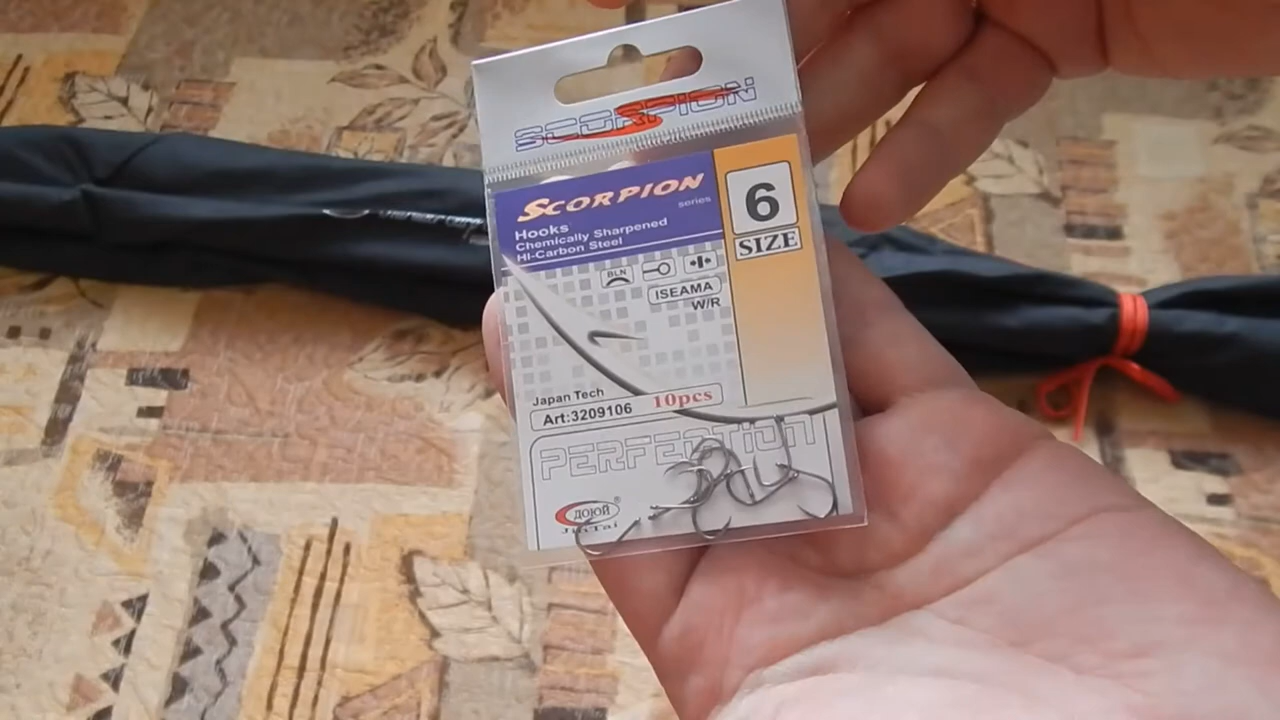 SCORPION
SCORPION
series
Hooks
Chemically Sharpened
HI-Carbon Steel
6
SIZE
BLN
ISEAMA
W/R
Japan Tech
Art:3209106 10pcs
PERFECTION
ДОЮЙ ®
JinTai